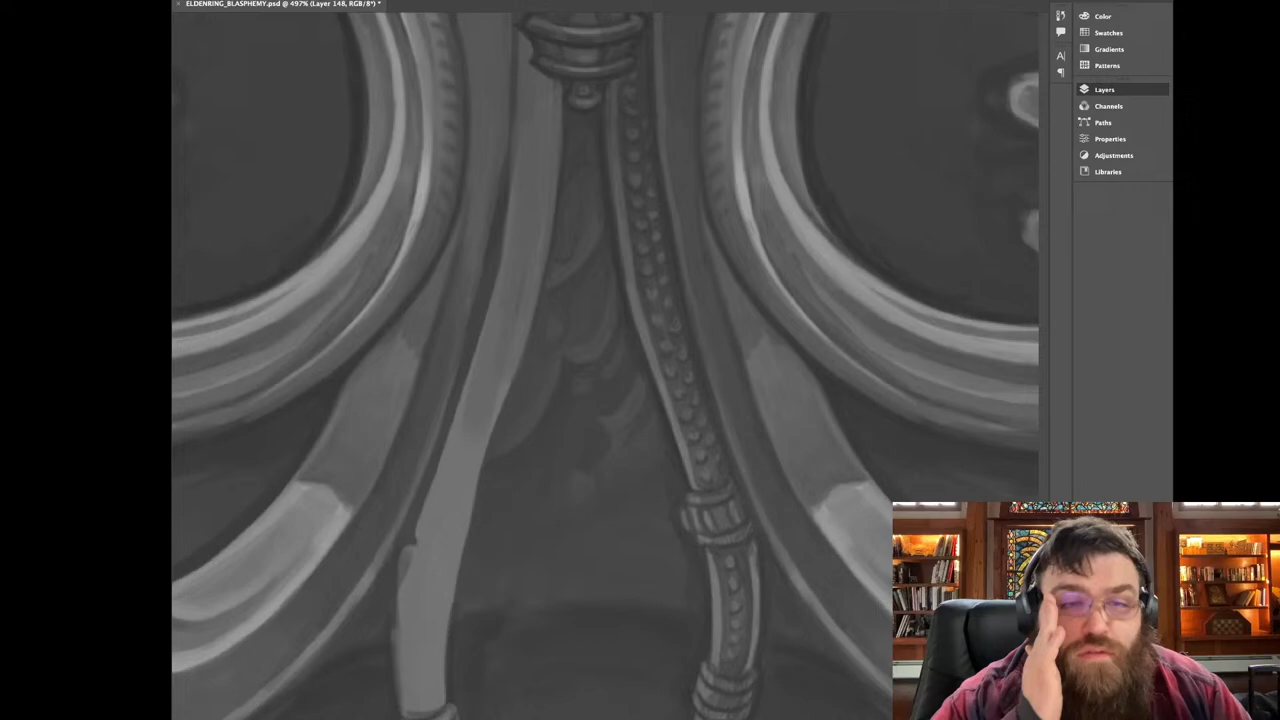 × ELDENRING_BLASPHEMY.psd @ 497% (Layer 148, RGB/8*) *
Color
Swatches
Gradients
A|
Patterns
¶
Layers
Channels
Paths
Properties
Adjustments
Libraries